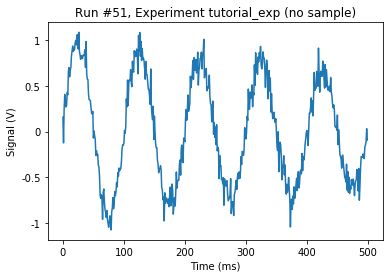 Run #51, Experiment tutorial_exp (no sample)
1
0.5
0
-0.5
-1
Signal (V)
0 100 200 300 400 500
Time (ms)